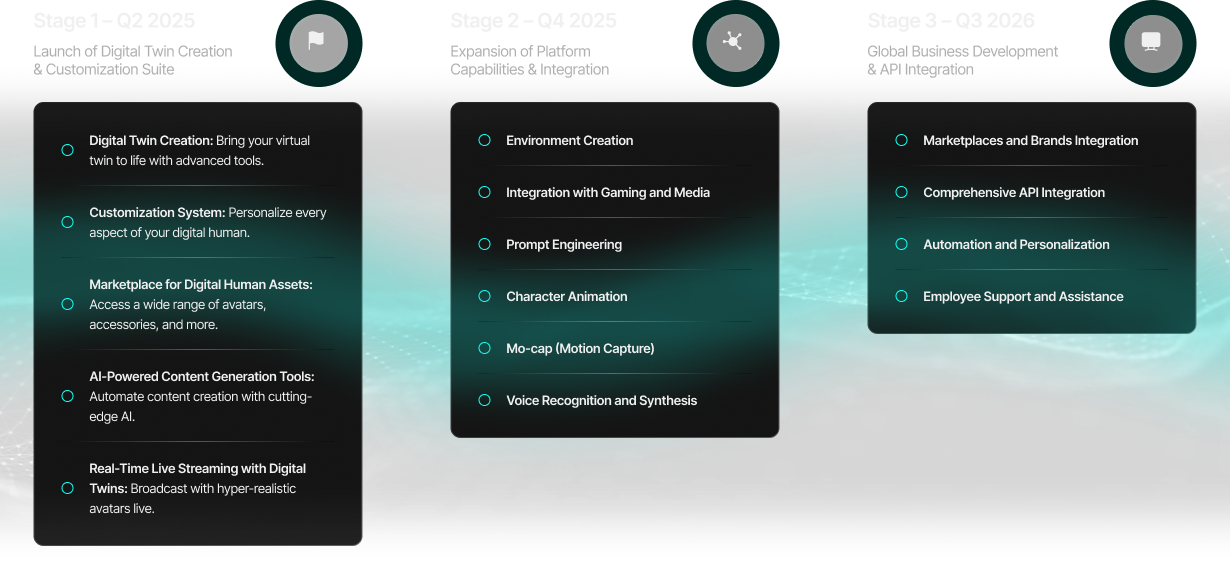 Stage 1 – Q2 2025
Launch of Digital Twin Creation
& Customization Suite
Digital Twin Creation: Bring your virtual
twin to life with advanced tools.
Customization System: Personalize every
aspect of your digital human.
Marketplace for Digital Human Assets:
Access a wide range of avatars,
accessories, and more.
AI-Powered Content Generation Tools:
Automate content creation with cutting-
edge AI.
Real-Time Live Streaming with Digital
Twins: Broadcast with hyper-realistic
avatars live.
Stage 2 – Q4 2025
Expansion of Platform
Capabilities & Integration
Environment Creation
Integration with Gaming and Media
Prompt Engineering
Character Animation
Mo-cap (Motion Capture)
Voice Recognition and Synthesis
Stage 3 – Q3 2026
Global Business Development
& API Integration
Marketplaces and Brands Integration
Comprehensive API Integration
Automation and Personalization
Employee Support and Assistance